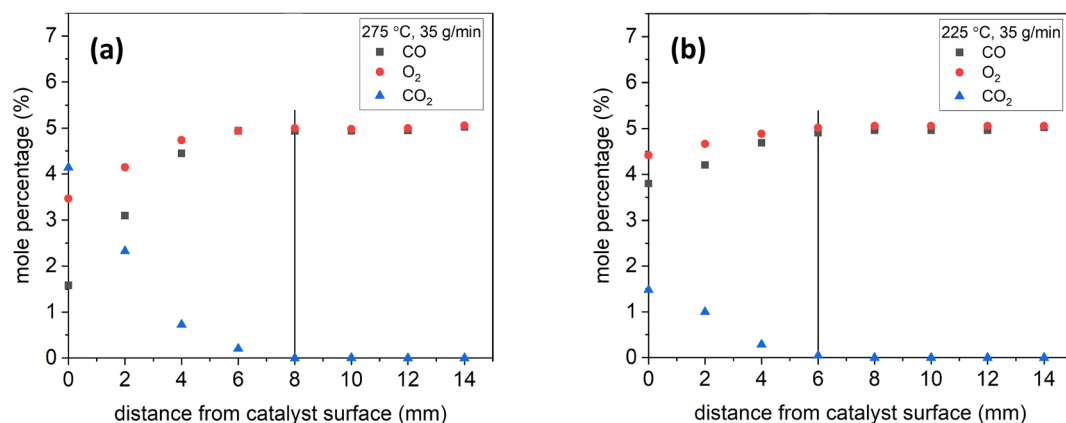 (a)
275 °C, 35 g/min
CO
O2
CO2
7
6
5
4
3
2
1
0
mole percentage (%)
0 2 4 6 8 10 12 14
distance from catalyst surface (mm)
(b)
225 °C, 35 g/min
CO
O2
CO2
7
6
5
4
3
2
1
0
mole percentage (%)
0 2 4 6 8 10 12 14
distance from catalyst surface (mm)